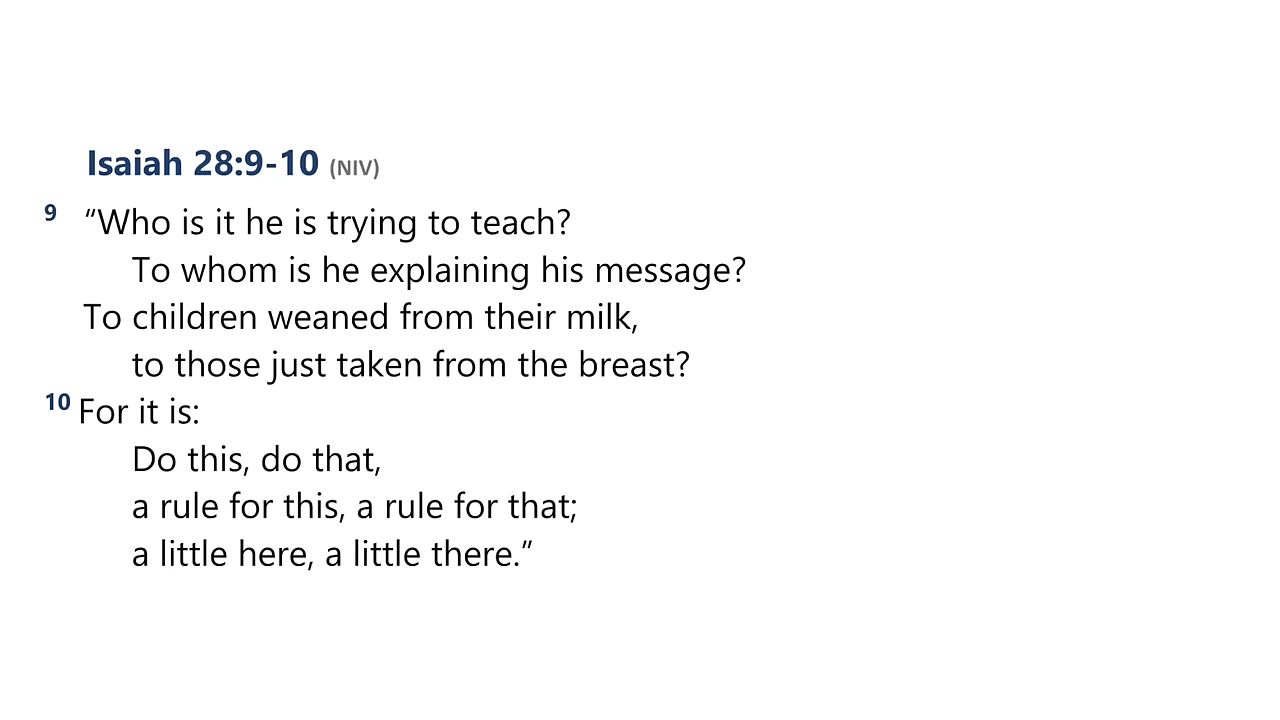 Isaiah 28:9-10 (NIV)
9 “Who is it he is trying to teach?
To whom is he explaining his message?
To children weaned from their milk,
to those just taken from the breast?
10 For it is:
Do this, do that,
a rule for this, a rule for that;
a little here, a little there.”